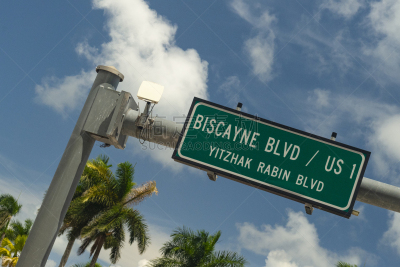 BISCAYNE BLVD / US 1
YITZHAK RABIN BLVD